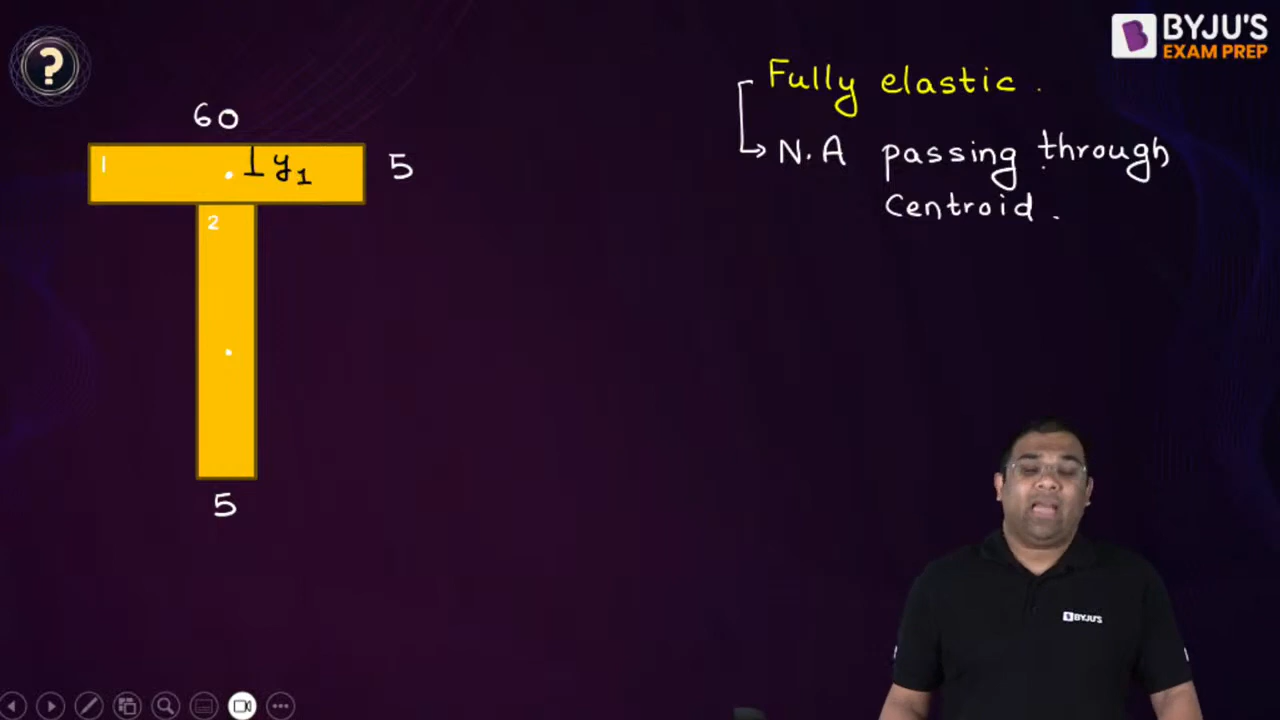 BYJU'S
EXAM PREP
?
60
1
y1
5
2
5
Fully elastic.
N.A passing through
Centroid.
BYJU'S